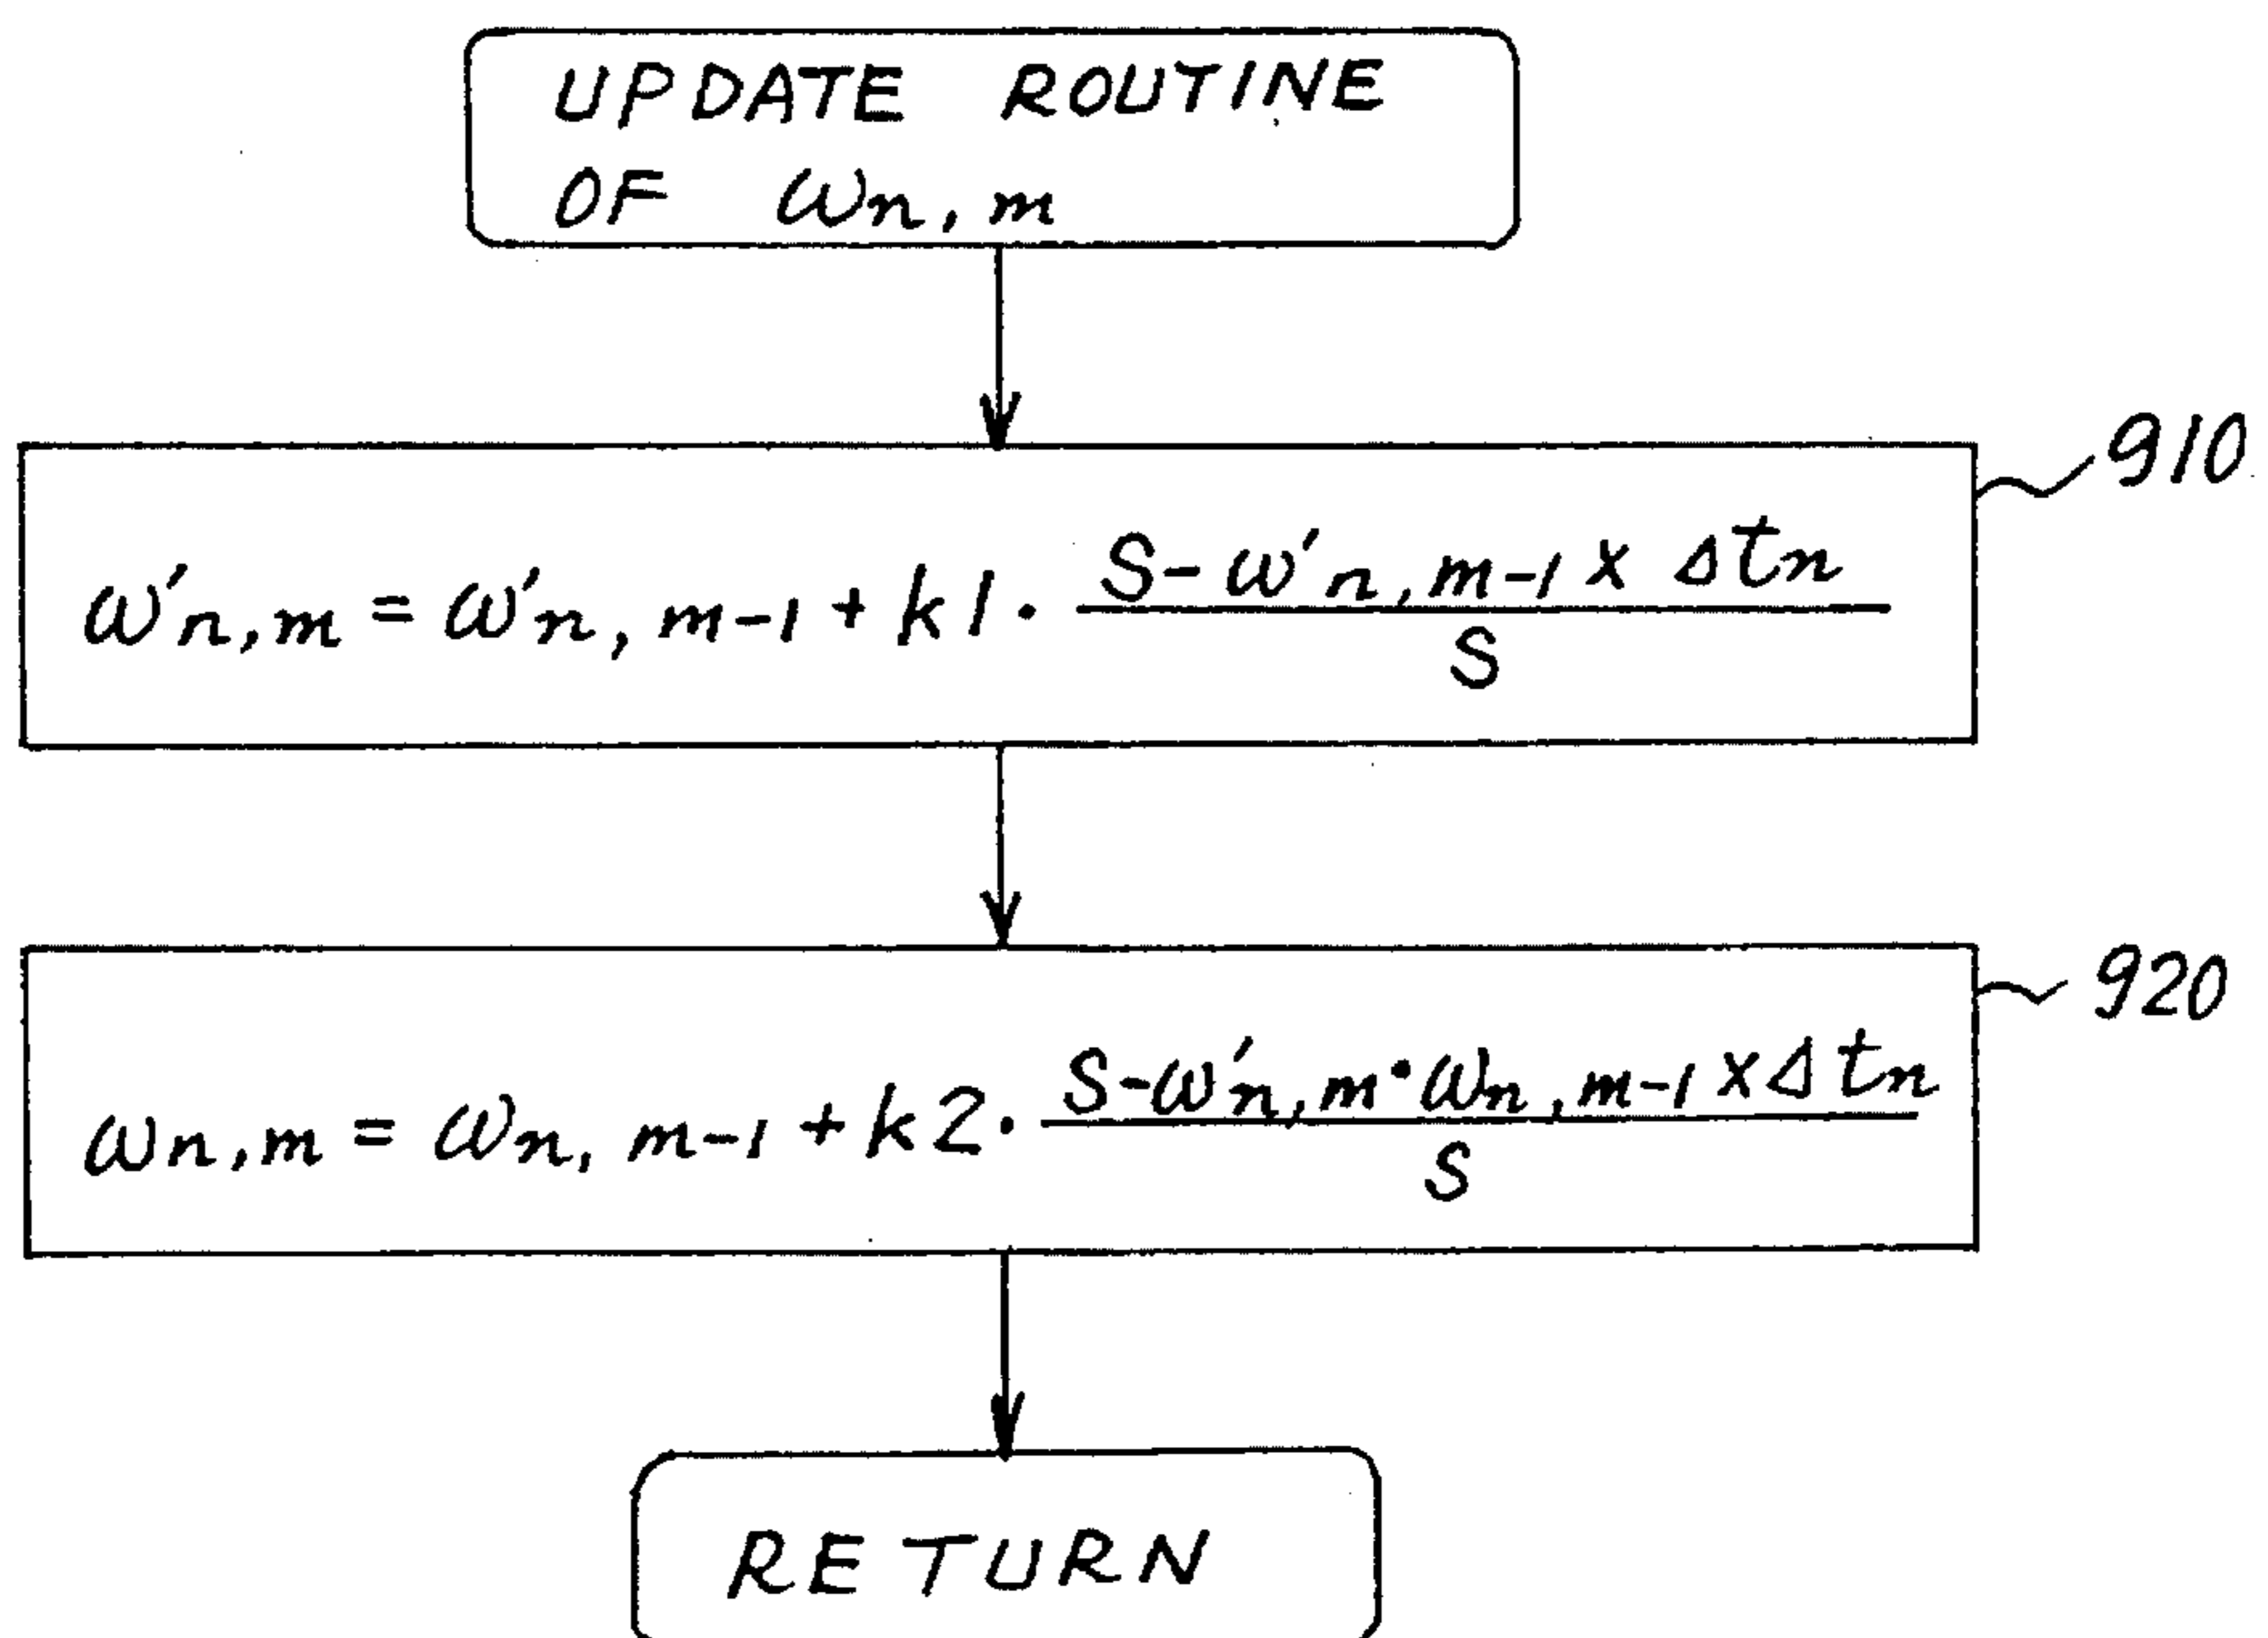 UPDATE ROUTINE
OF ωn,m
910
ω'n,m = ω'n,m-1 + k1· (S-ω'n,m-1 × Δtn) / S
920
ωn,m = ωn,m-1 + k2· (S-ω'n,m·ωn,m-1 × Δtn) / S
RETURN